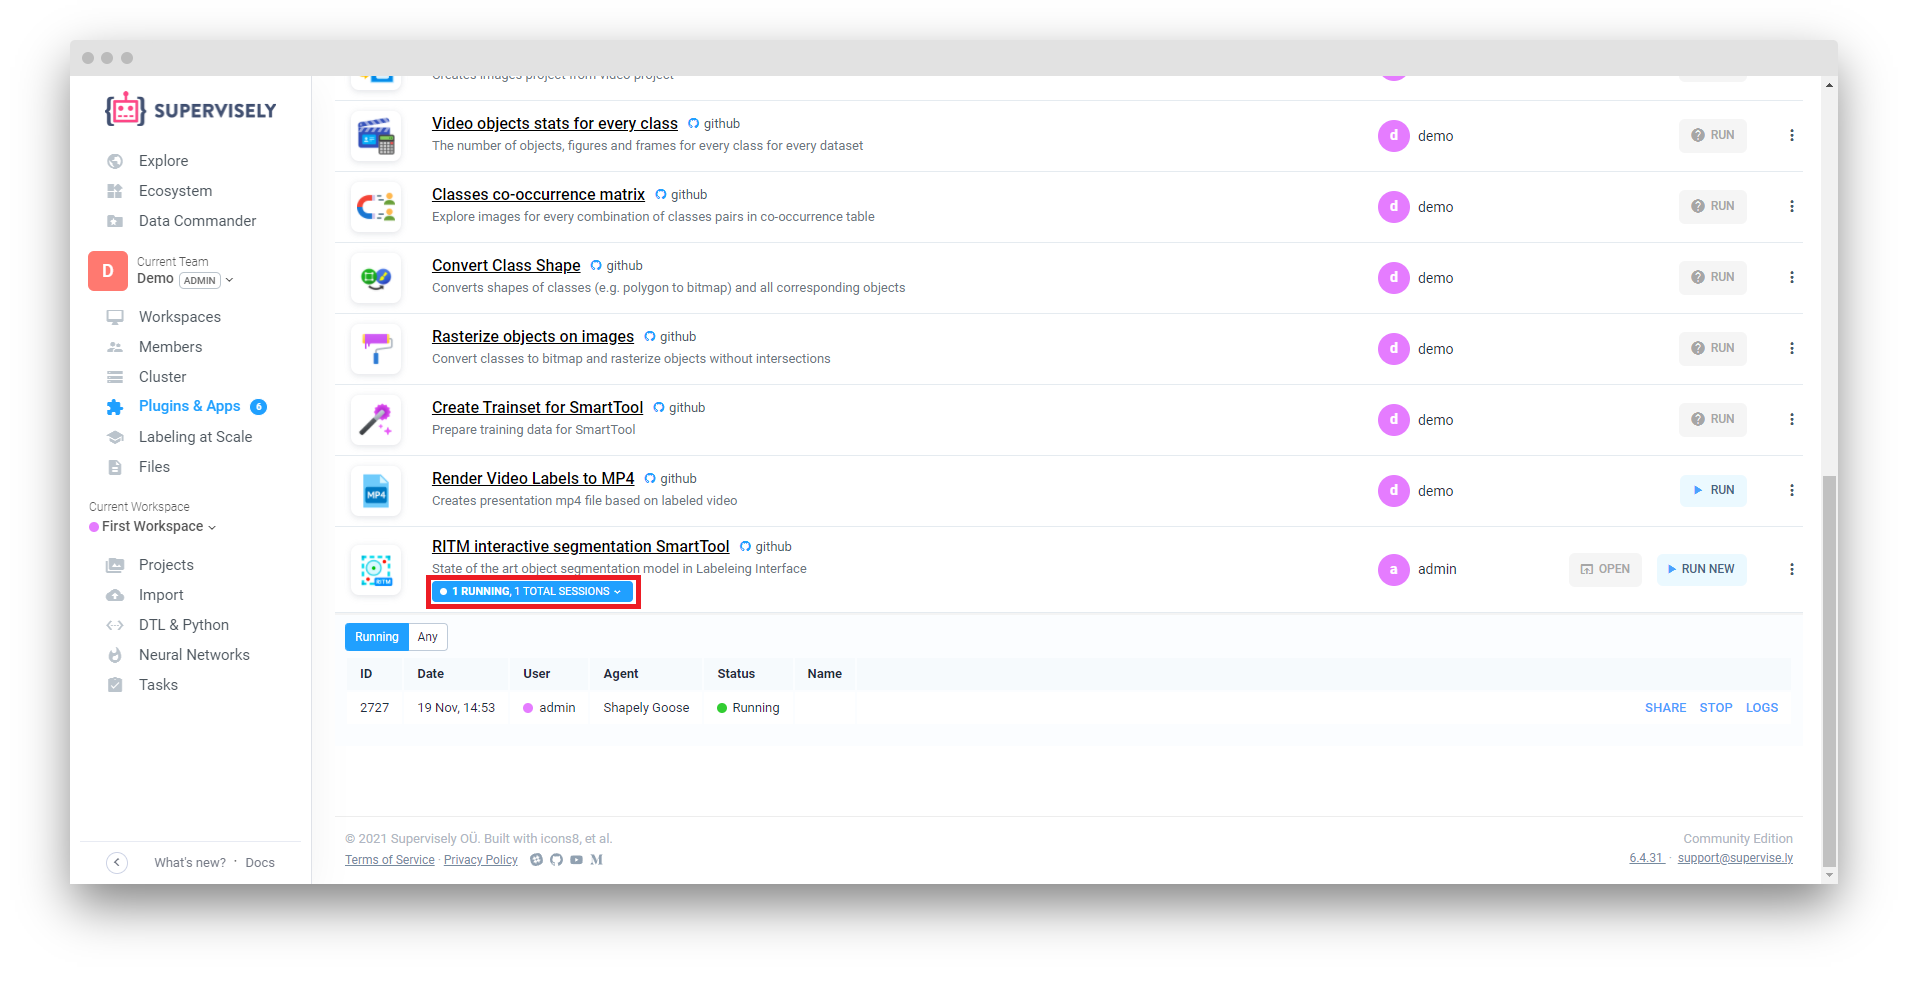 SUPERVISELY
Explore
Ecosystem
Data Commander
D
Current Team
Demo ADMIN
Workspaces
Members
Cluster
Plugins & Apps 6
Labeling at Scale
Files
Current Workspace
First Workspace
Projects
Import
DTL & Python
Neural Networks
Tasks
What's new? · Docs
Creates images project from video project
Video objects stats for every class github
The number of objects, figures and frames for every class for every dataset
d demo
RUN
Classes co-occurrence matrix github
Explore images for every combination of classes pairs in co-occurrence table
d demo
RUN
Convert Class Shape github
Converts shapes of classes (e.g. polygon to bitmap) and all corresponding objects
d demo
RUN
Rasterize objects on images github
Convert classes to bitmap and rasterize objects without intersections
d demo
RUN
Create Trainset for SmartTool github
Prepare training data for SmartTool
d demo
RUN
MP4
Render Video Labels to MP4 github
Creates presentation mp4 file based on labeled video
d demo
RUN
RITM
RITM interactive segmentation SmartTool github
State of the art object segmentation model in Labeleing Interface
1 RUNNING, 1 TOTAL SESSIONS
a admin
OPEN
RUN NEW
Running Any
ID Date User Agent Status Name
2727 19 Nov, 14:53 admin Shapely Goose Running SHARE STOP LOGS
© 2021 Supervisely OÜ. Built with icons8, et al.
Terms of Service · Privacy Policy
Community Edition
6.4.31 · support@supervise.ly